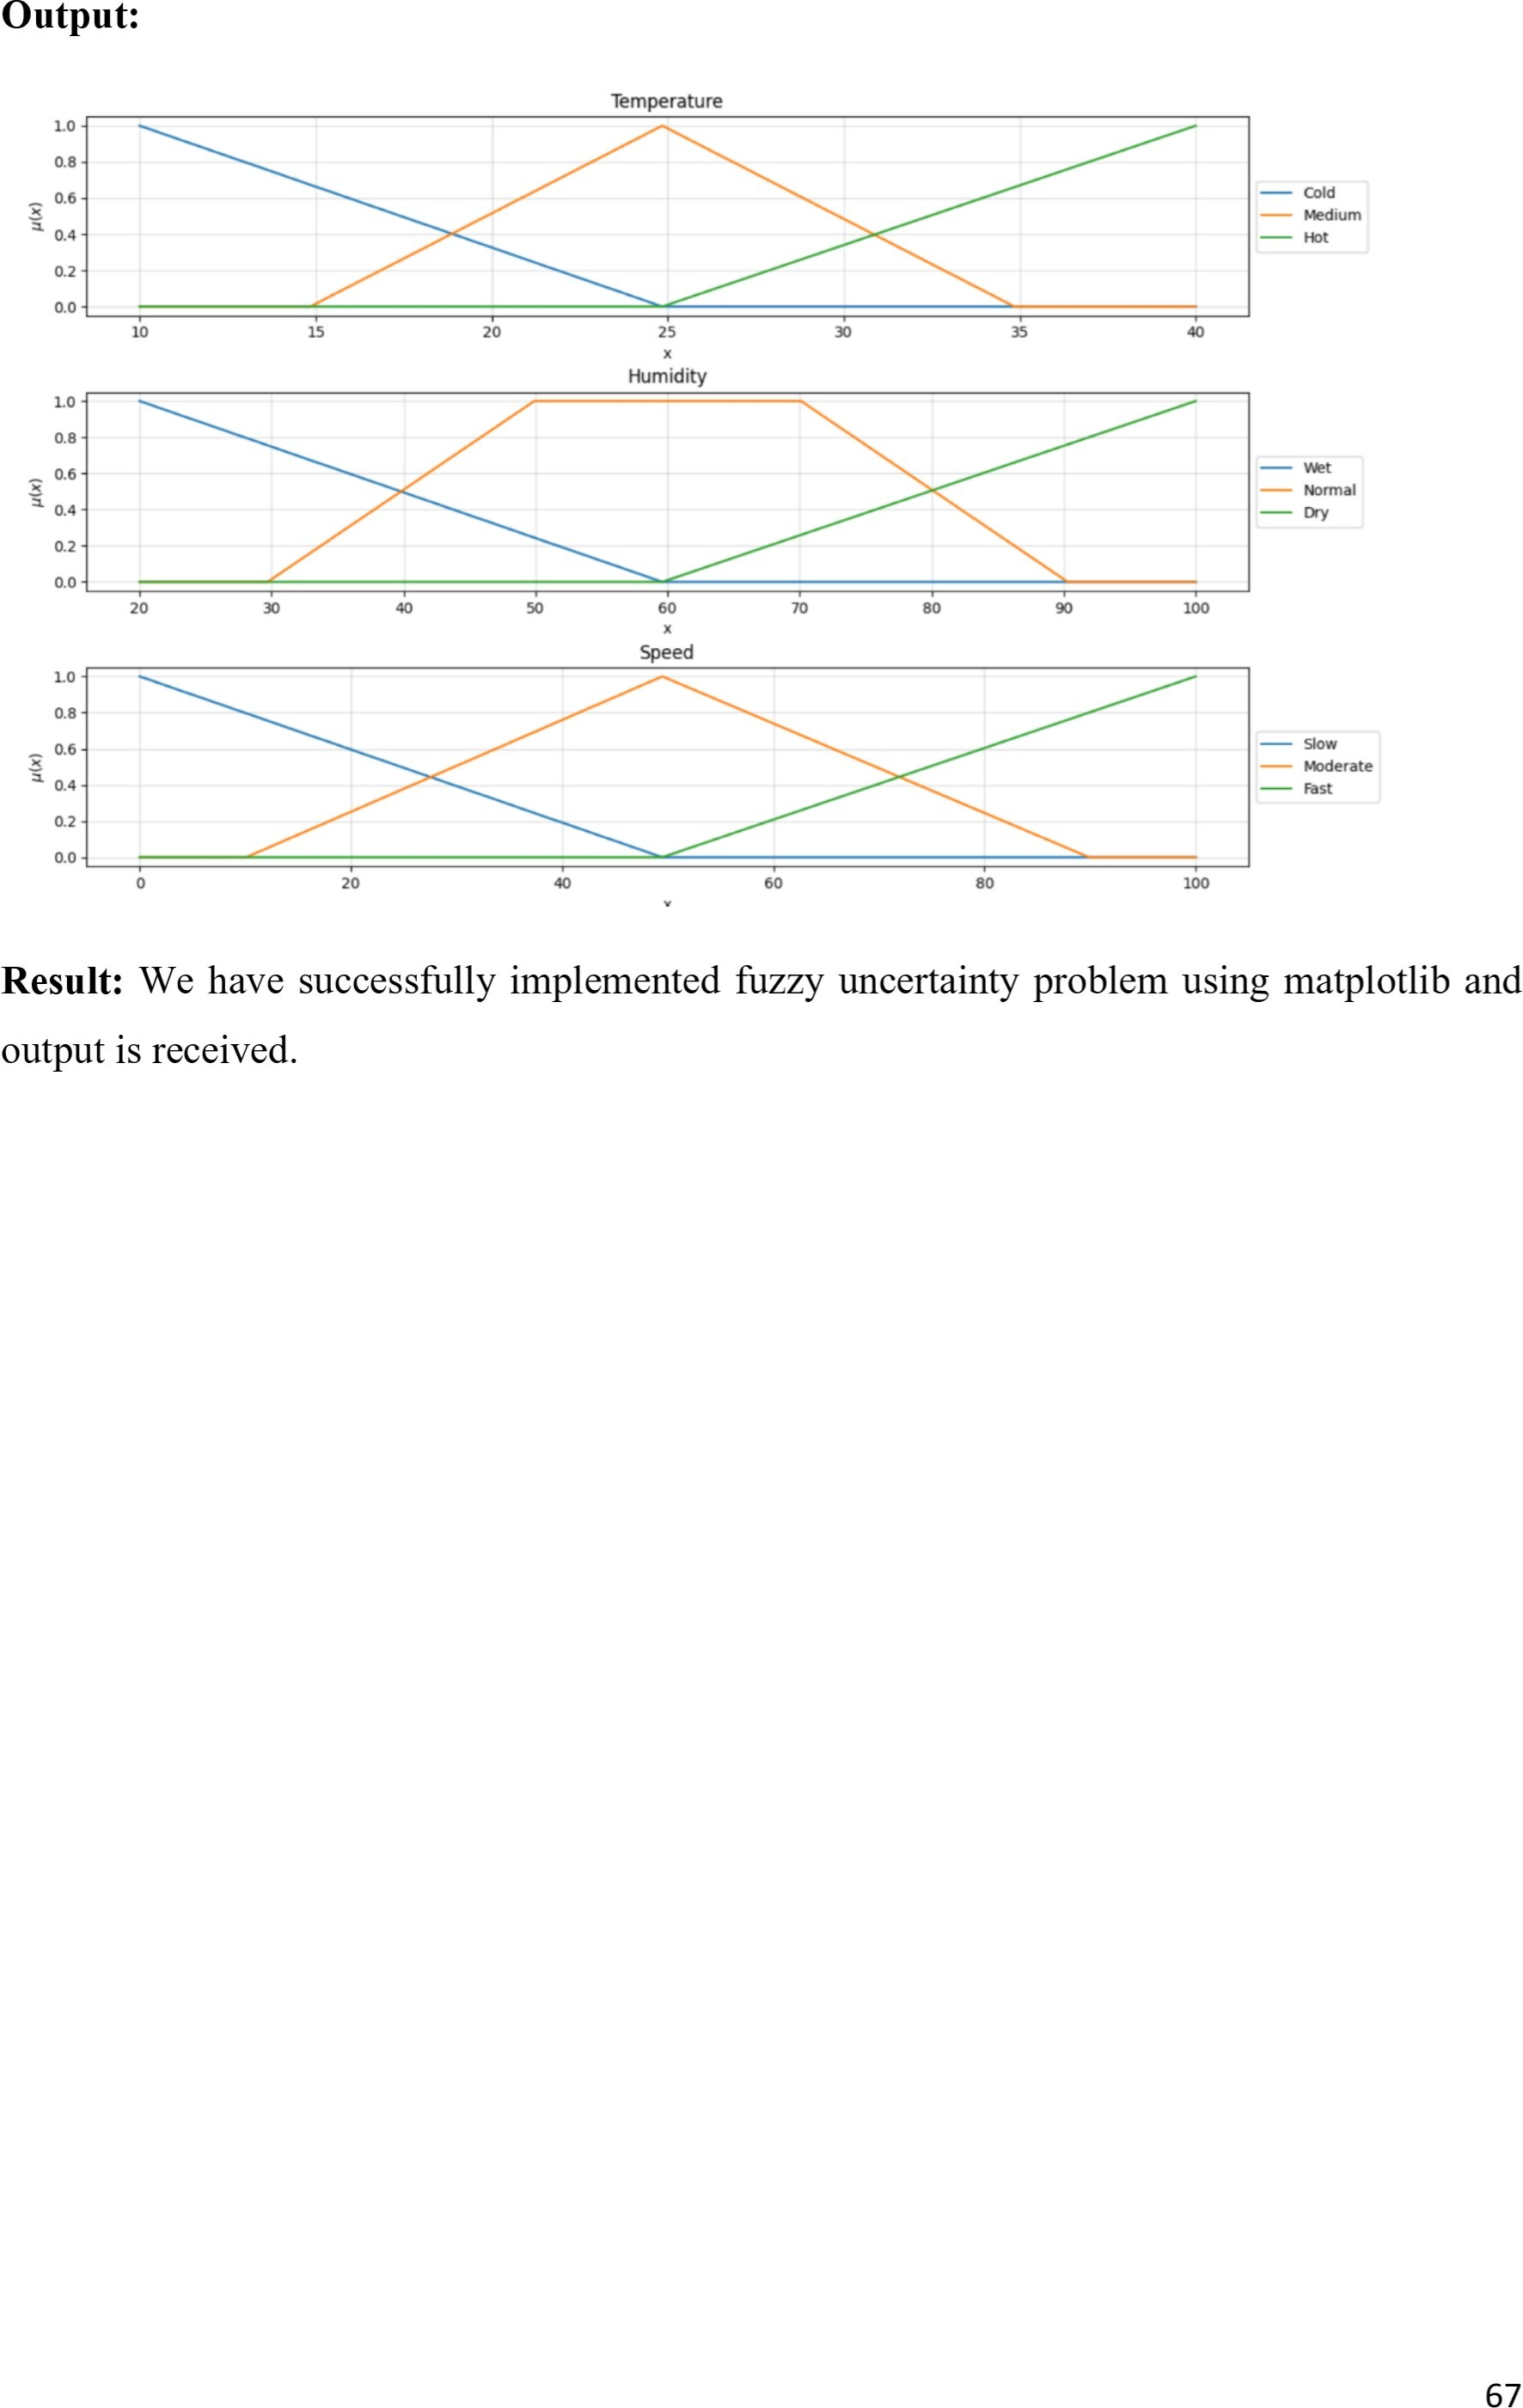 Output:
Temperature
1.0
0.8
0.6
0.4
0.2
0.0
μ(x)
10 15 20 25 30 35 40
x
Cold
Medium
Hot
Humidity
1.0
0.8
0.6
0.4
0.2
0.0
μ(x)
20 30 40 50 60 70 80 90 100
x
Wet
Normal
Dry
Speed
1.0
0.8
0.6
0.4
0.2
0.0
μ(x)
0 20 40 60 80 100
x
Slow
Moderate
Fast
Result: We have successfully implemented fuzzy uncertainty problem using matplotlib and
output is received.
67